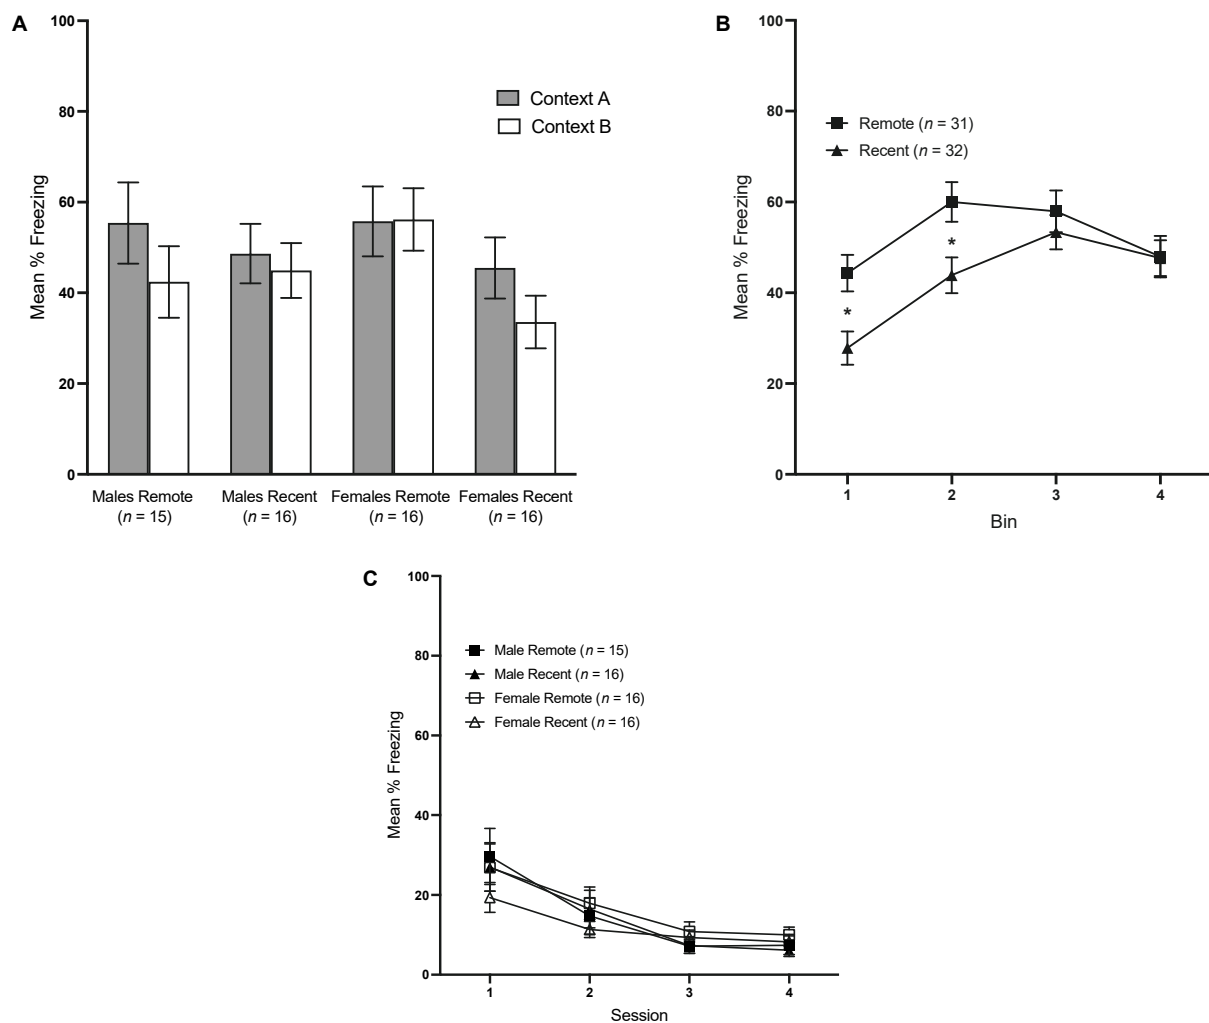 A
100
80
60
40
20
0
Mean % Freezing
Context A
Context B
Males Remote
(n = 15)
Males Recent
(n = 16)
Females Remote
(n = 16)
Females Recent
(n = 16)
B
100
80
60
40
20
0
Mean % Freezing
Remote (n = 31)
Recent (n = 32)
*
*
1 2 3 4
Bin
C
100
80
60
40
20
0
Mean % Freezing
Male Remote (n = 15)
Male Recent (n = 16)
Female Remote (n = 16)
Female Recent (n = 16)
1 2 3 4
Session